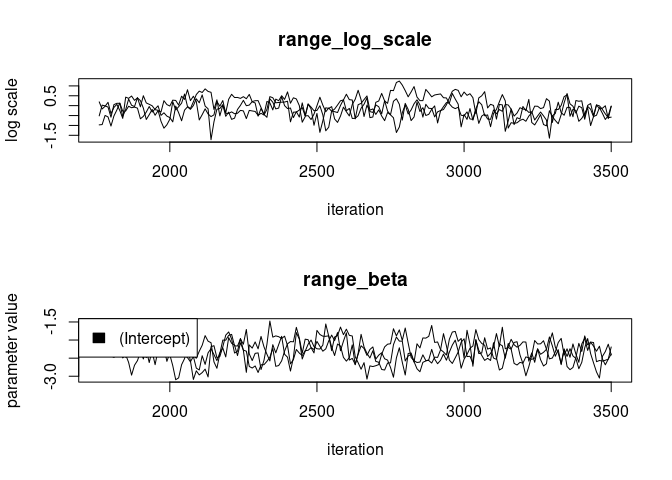 range_log_scale
log scale
0.5
-1.5
2000 2500 3000 3500
iteration
range_beta
parameter value
-1.5
-3.0
(Intercept)
2000 2500 3000 3500
iteration